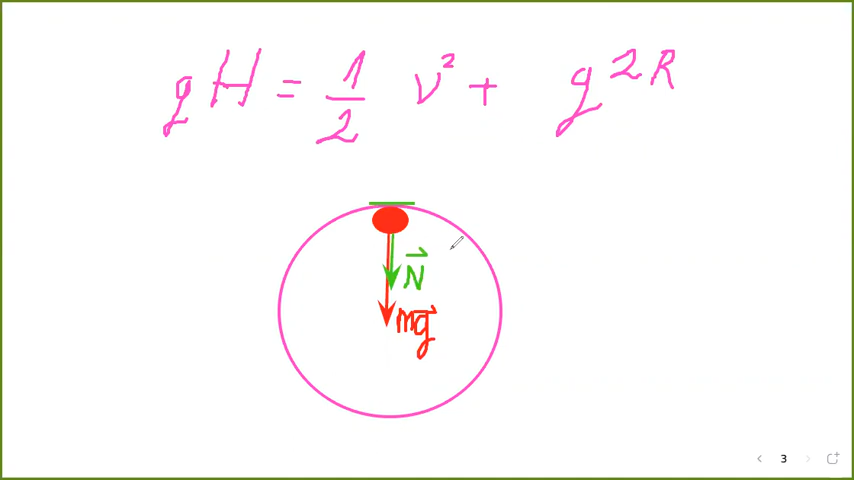 gH = 1/2 v² + g2R
N⃗
mg⃗
3